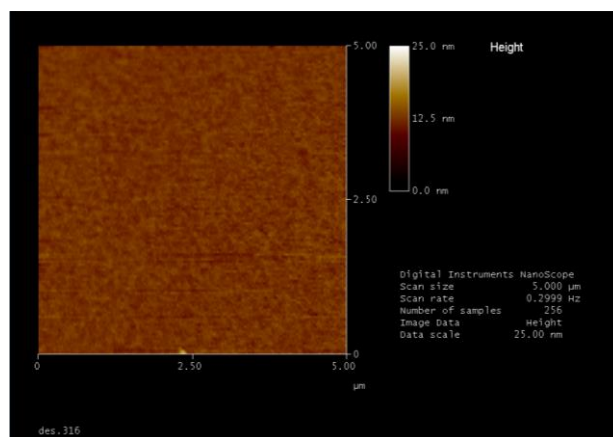 5.00
25.0 nm
Height
12.5 nm
2.50
0.0 nm
Digital Instruments NanoScope
Scan size 5.000 µm
Scan rate 0.2999 Hz
Number of samples 256
Image Data Height
Data scale 25.00 nm
0
0 2.50 5.00
µm
des.316